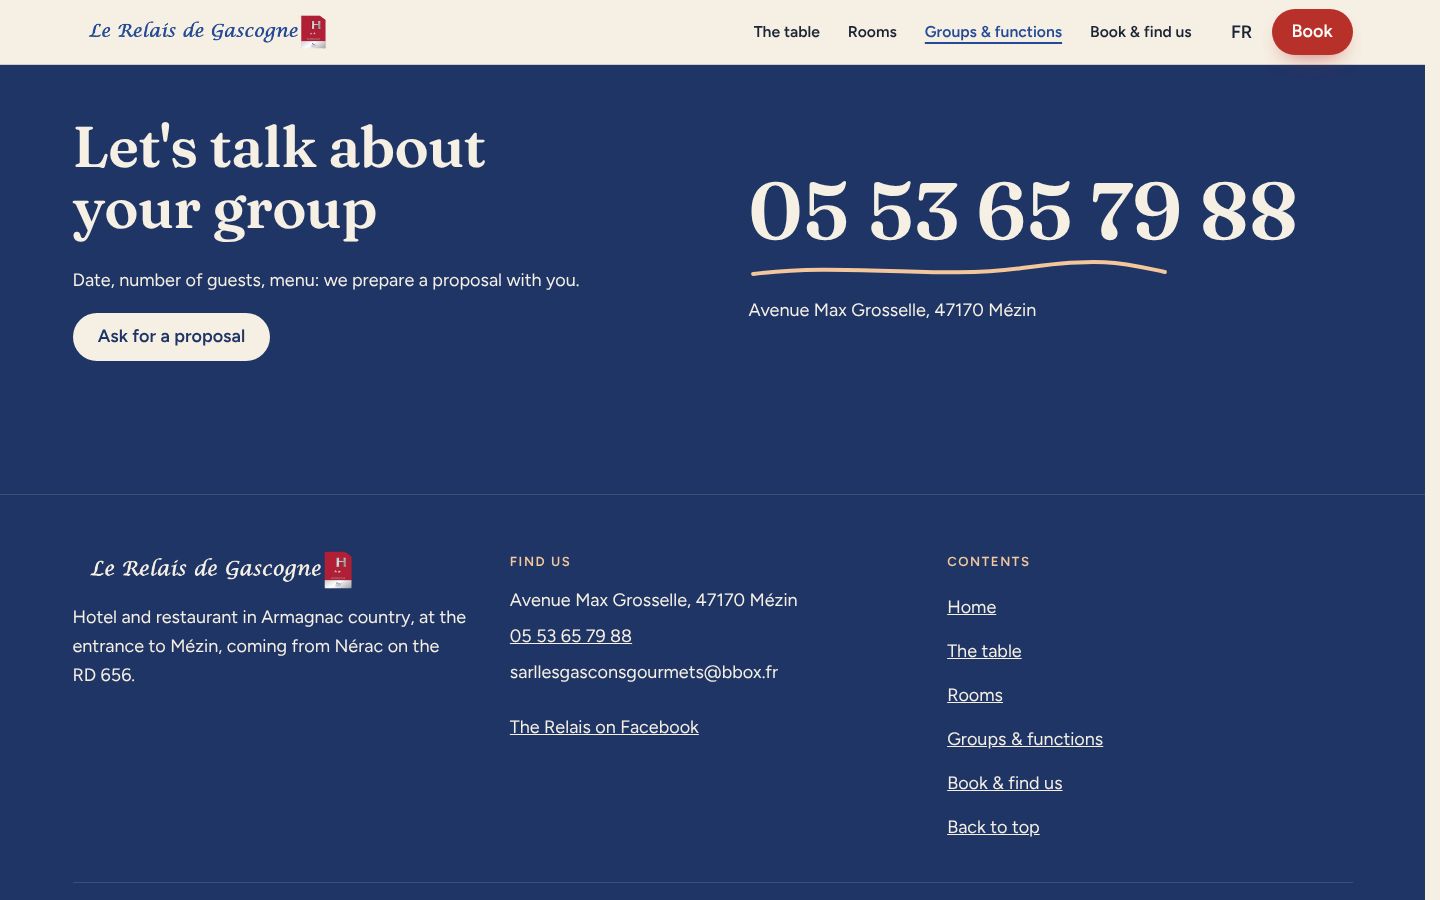 Le Relais de Gascogne
The table
Rooms
Groups & functions
Book & find us
FR
Book
Let's talk about
your group
Date, number of guests, menu: we prepare a proposal with you.
Ask for a proposal
05 53 65 79 88
Avenue Max Grosselle, 47170 Mézin
Le Relais de Gascogne
Hotel and restaurant in Armagnac country, at the
entrance to Mézin, coming from Nérac on the
RD 656.
FIND US
Avenue Max Grosselle, 47170 Mézin
05 53 65 79 88
sarllesgasconsgourmets@bbox.fr
The Relais on Facebook
CONTENTS
Home
The table
Rooms
Groups & functions
Book & find us
Back to top